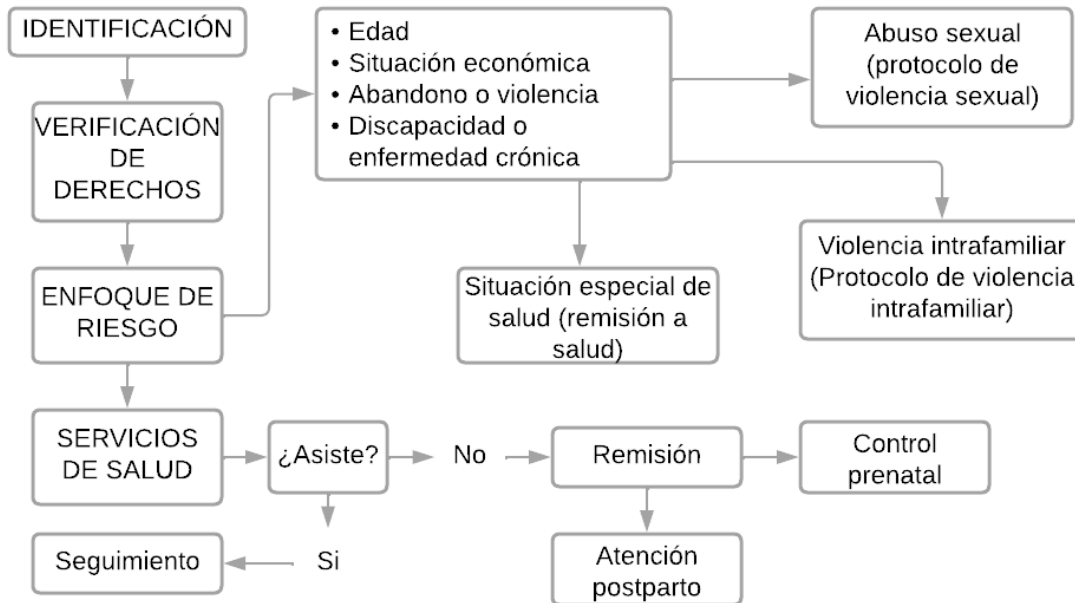 IDENTIFICACIÓN
VERIFICACIÓN
DE
DERECHOS
ENFOQUE DE
RIESGO
• Edad
• Situación económica
• Abandono o violencia
• Discapacidad o
enfermedad crónica
Abuso sexual
(protocolo de
violencia sexual)
Violencia intrafamiliar
(Protocolo de violencia
intrafamiliar)
Situación especial de
salud (remisión a
salud)
SERVICIOS
DE SALUD
¿Asiste?
No
Remisión
Control
prenatal
Seguimiento
Si
Atención
postparto